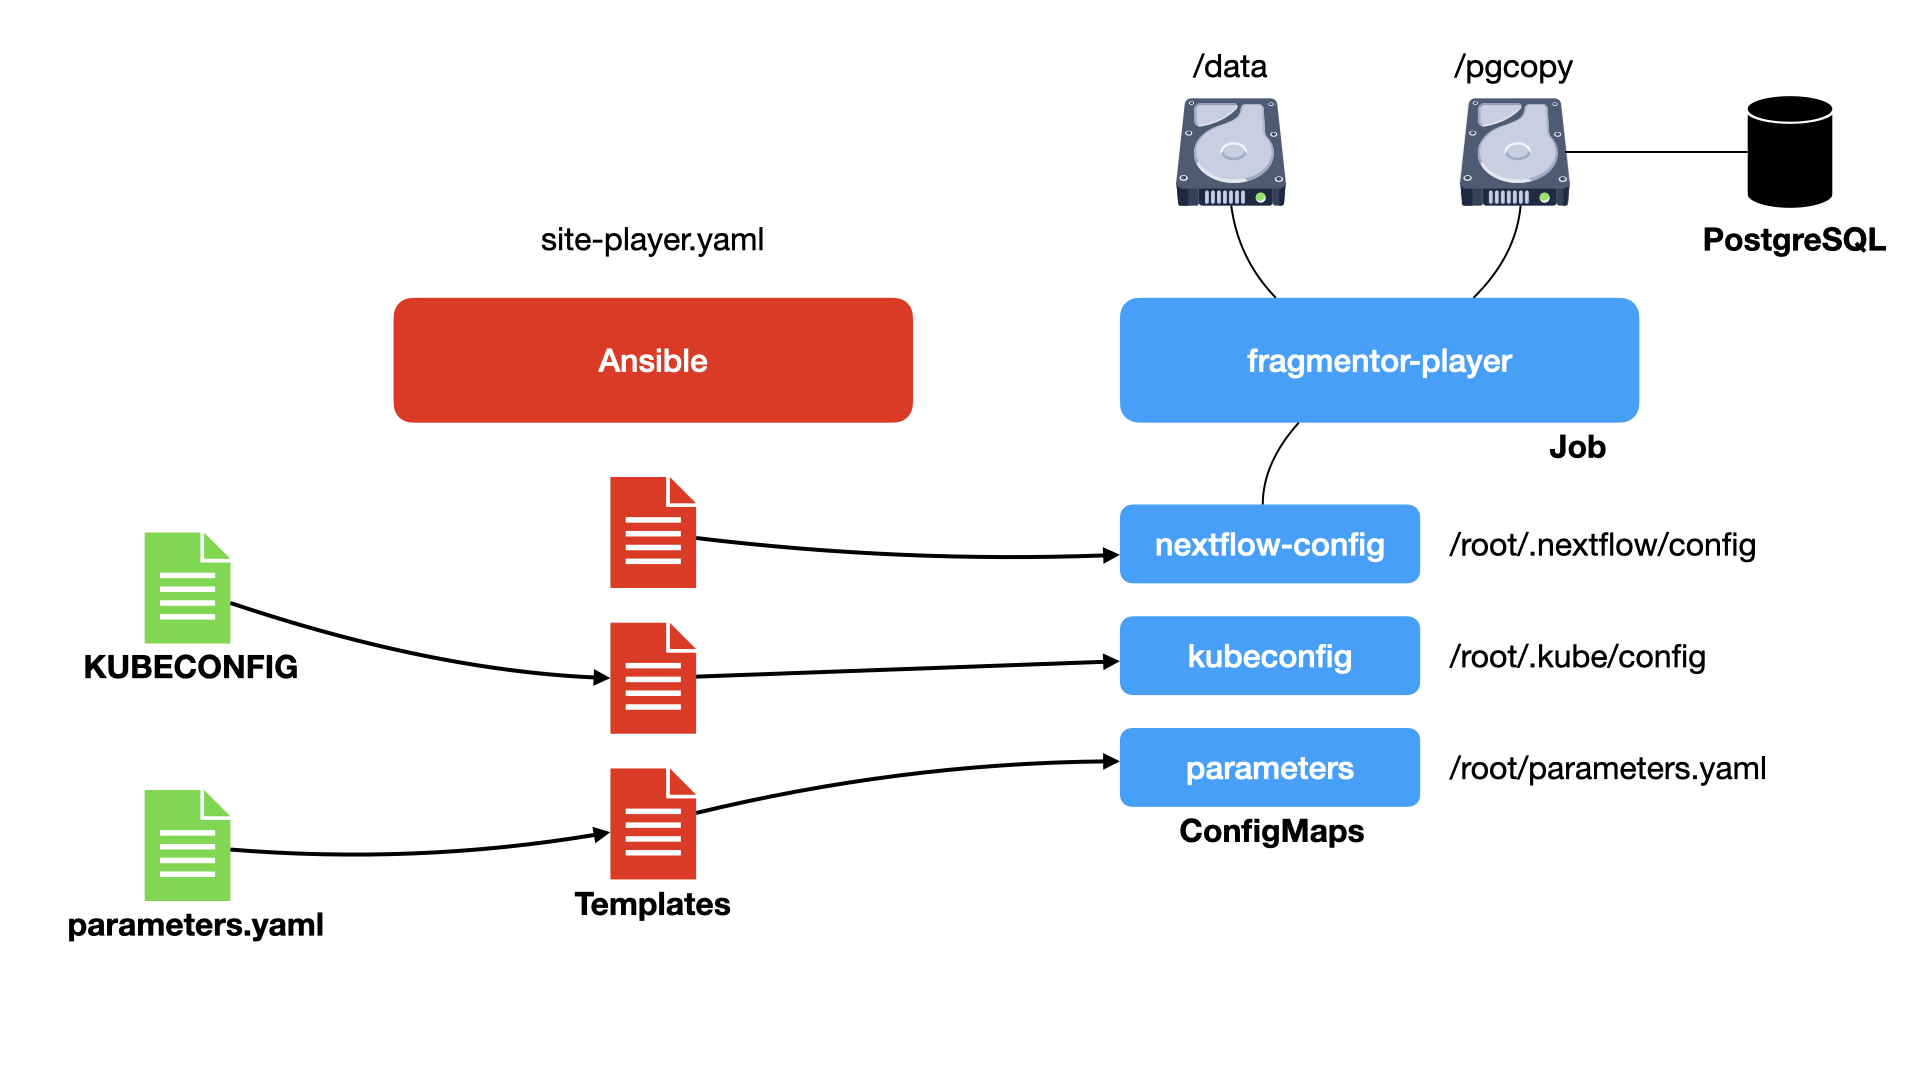 /data
/pgcopy
PostgreSQL
site-player.yaml
Ansible
fragmentor-player
Job
nextflow-config
/root/.nextflow/config
KUBECONFIG
kubeconfig
/root/.kube/config
parameters
/root/parameters.yaml
ConfigMaps
Templates
parameters.yaml